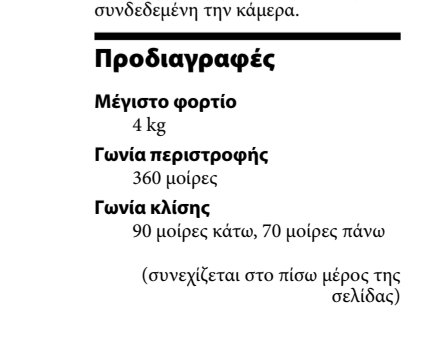 συνδεδεμένη την κάμερα.
Προδιαγραφές
Μέγιστο φορτίο
4 kg
Γωνία περιστροφής
360 μοίρες
Γωνία κλίσης
90 μοίρες κάτω, 70 μοίρες πάνω
(συνεχίζεται στο πίσω μέρος της
σελίδας)